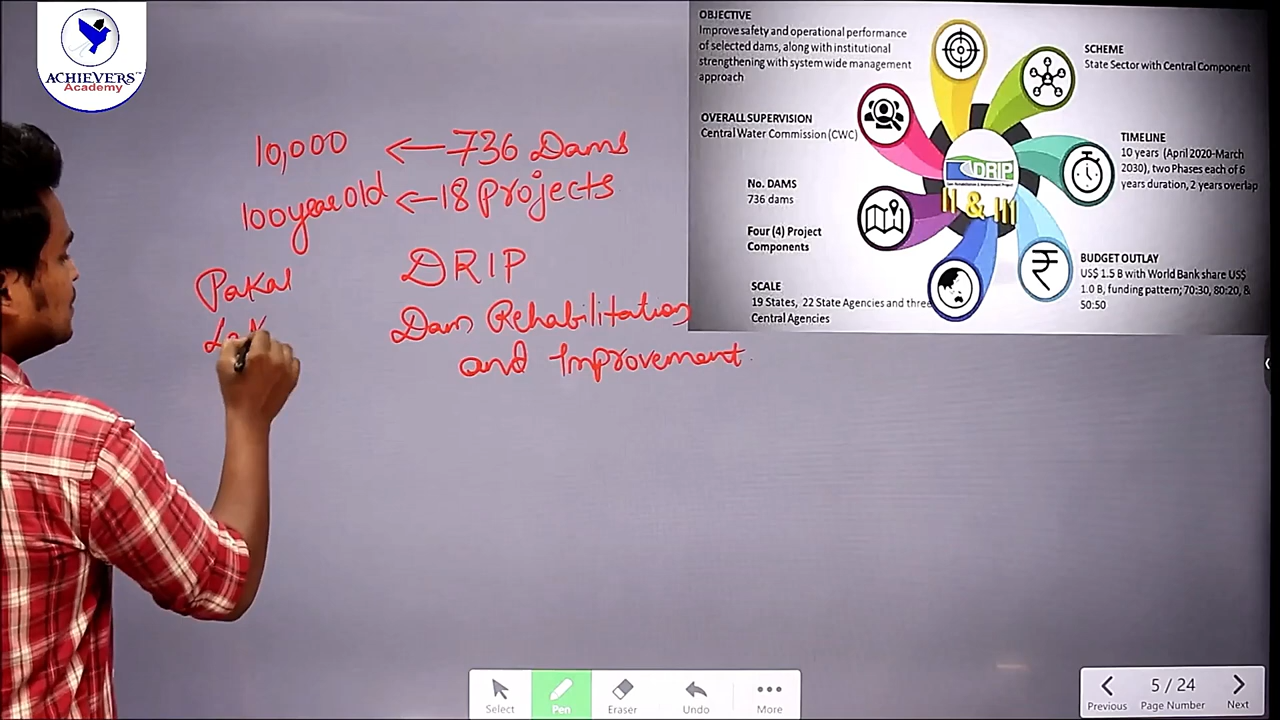 ACHIEVERS™
Academy
10,000 ← 736 Dams
100 year old ← 18 Projects
Pakal
DRIP
Dam Rehabilitation
and Improvement
OBJECTIVE
Improve safety and operational performance
of selected dams, along with institutional
strengthening with system wide management
approach
OVERALL SUPERVISION
Central Water Commission (CWC)
No. DAMS
736 dams
Four (4) Project
Components
SCALE
19 States, 22 State Agencies and three
Central Agencies
DRIP
II & III
SCHEME
State Sector with Central Component
TIMELINE
10 years (April 2020-March
2030), two Phases each of 6
years duration, 2 years overlap
BUDGET OUTLAY
US$ 1.5 B with World Bank share US$
1.0 B, funding pattern; 70:30, 80:20, &
50:50
Select
Pen
Eraser
Undo
More
5 / 24
Previous
Page Number
Next